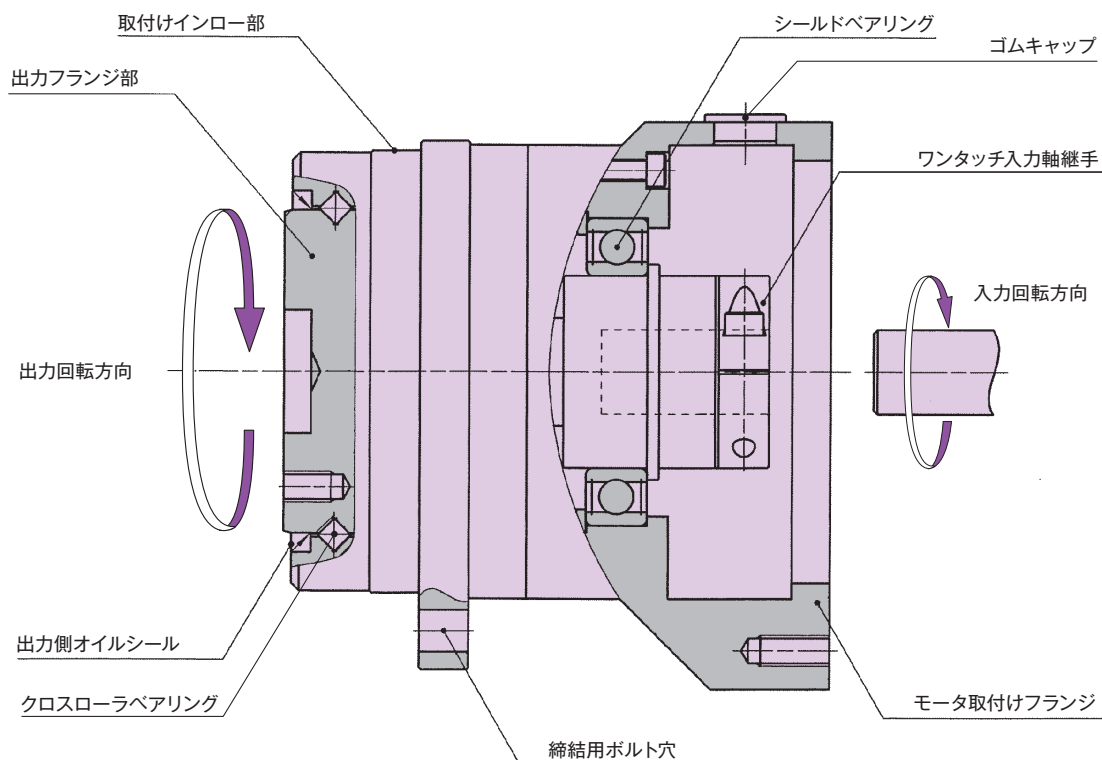 取付けインロー部
シールドベアリング
ゴムキャップ
出力フランジ部
ワンタッチ入力軸継手
入力回転方向
出力回転方向
出力側オイルシール
クロスローラベアリング
モータ取付けフランジ
締結用ボルト穴